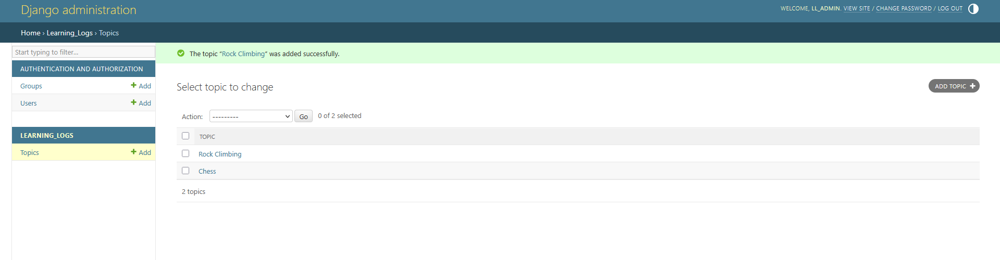 Django administration
WELCOME, LL_ADMIN. VIEW SITE / CHANGE PASSWORD / LOG OUT
Home › Learning_Logs › Topics
Start typing to filter...
AUTHENTICATION AND AUTHORIZATION
Groups
Add
Users
Add
LEARNING_LOGS
Topics
Add
The topic “Rock Climbing” was added successfully.
Select topic to change
ADD TOPIC
Action: --------- Go 0 of 2 selected
TOPIC
Rock Climbing
Chess
2 topics